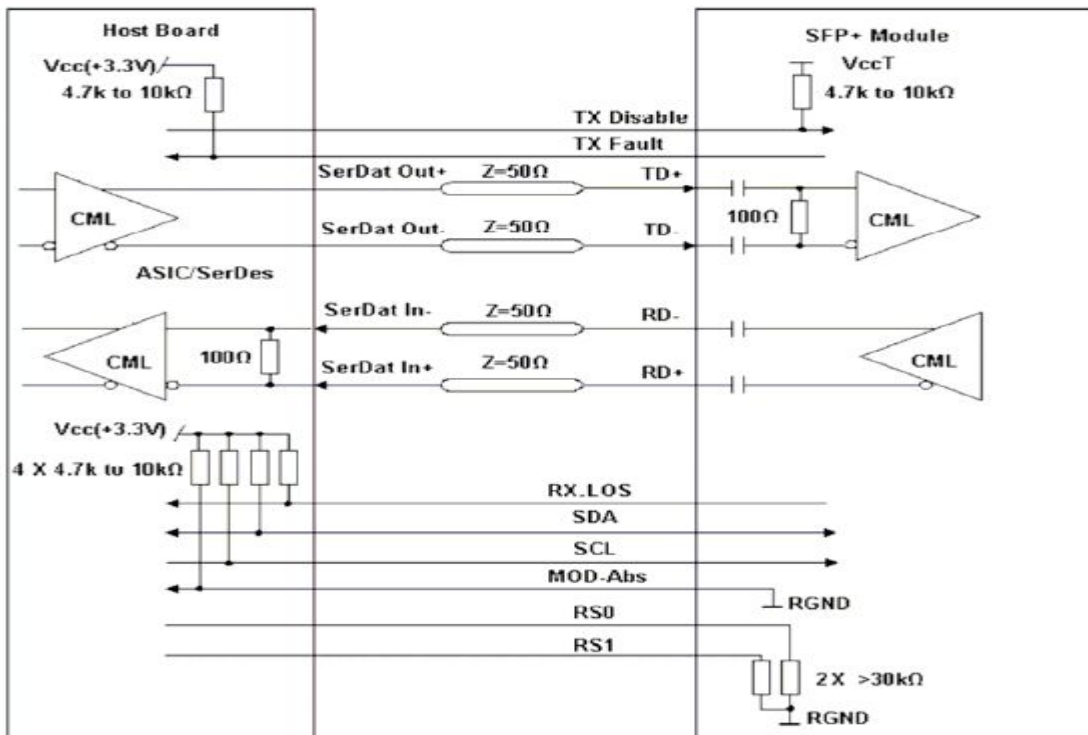 Host Board
SFP+ Module
Vcc(+3.3V)
4.7k to 10kΩ
VccT
4.7k to 10kΩ
TX Disable
TX Fault
SerDat Out+
Z=50Ω
TD+
CML
100Ω
CML
SerDat Out-
Z=50Ω
TD-
ASIC/SerDes
SerDat In-
Z=50Ω
RD-
CML
100Ω
CML
SerDat In+
Z=50Ω
RD+
Vcc(+3.3V)
4 X 4.7k to 10kΩ
RX.LOS
SDA
SCL
MOD-Abs
RGND
RS0
RS1
2 X >30kΩ
RGND